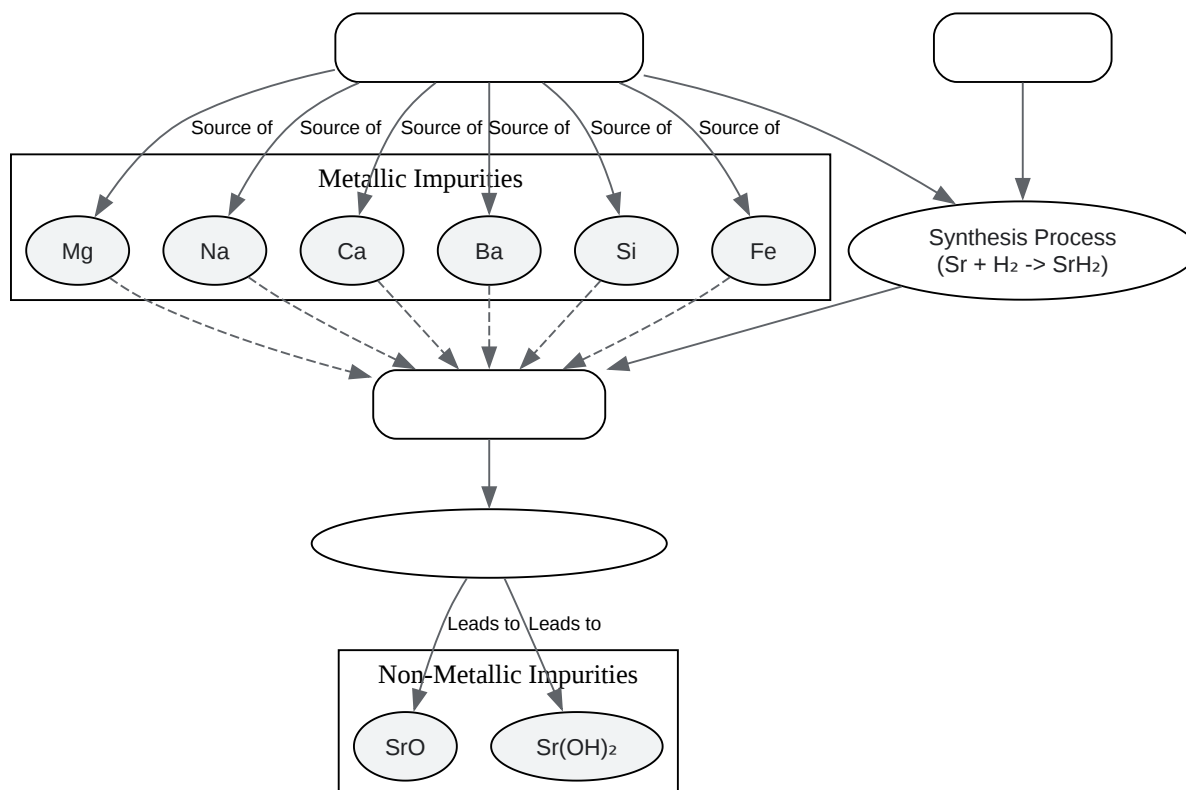 Source of
Source of
Source of
Source of
Source of
Source of
Metallic Impurities
Mg
Na
Ca
Ba
Si
Fe
Synthesis Process
(Sr + H₂ -> SrH₂)
Leads to
Leads to
Non-Metallic Impurities
SrO
Sr(OH)₂